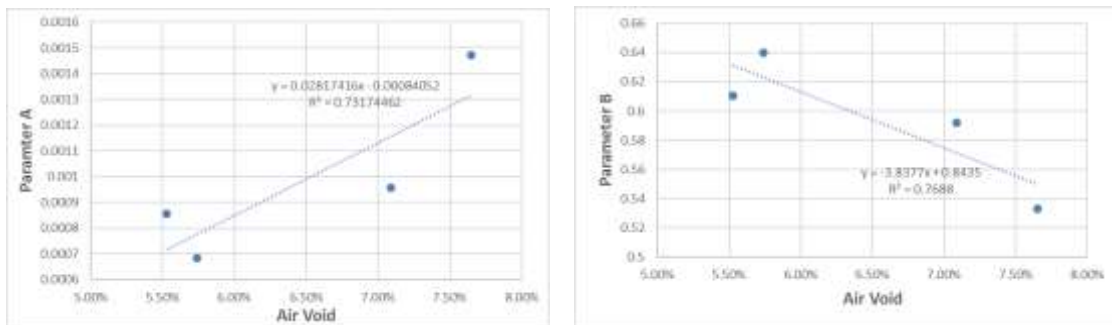 0.0016
0.0015
0.0014
0.0013
0.0012
0.0011
0.001
0.0009
0.0008
0.0007
0.0006
Paramter A
y = 0.02817416x - 0.00084052
R² = 0.73174462
5.00% 5.50% 6.00% 6.50% 7.00% 7.50% 8.00%
Air Void
0.66
0.64
0.62
0.6
0.58
0.56
0.54
0.52
0.5
Parameter B
y = -3.8377x + 0.8435
R² = 0.7688
5.00% 5.50% 6.00% 6.50% 7.00% 7.50% 8.00%
Air Void